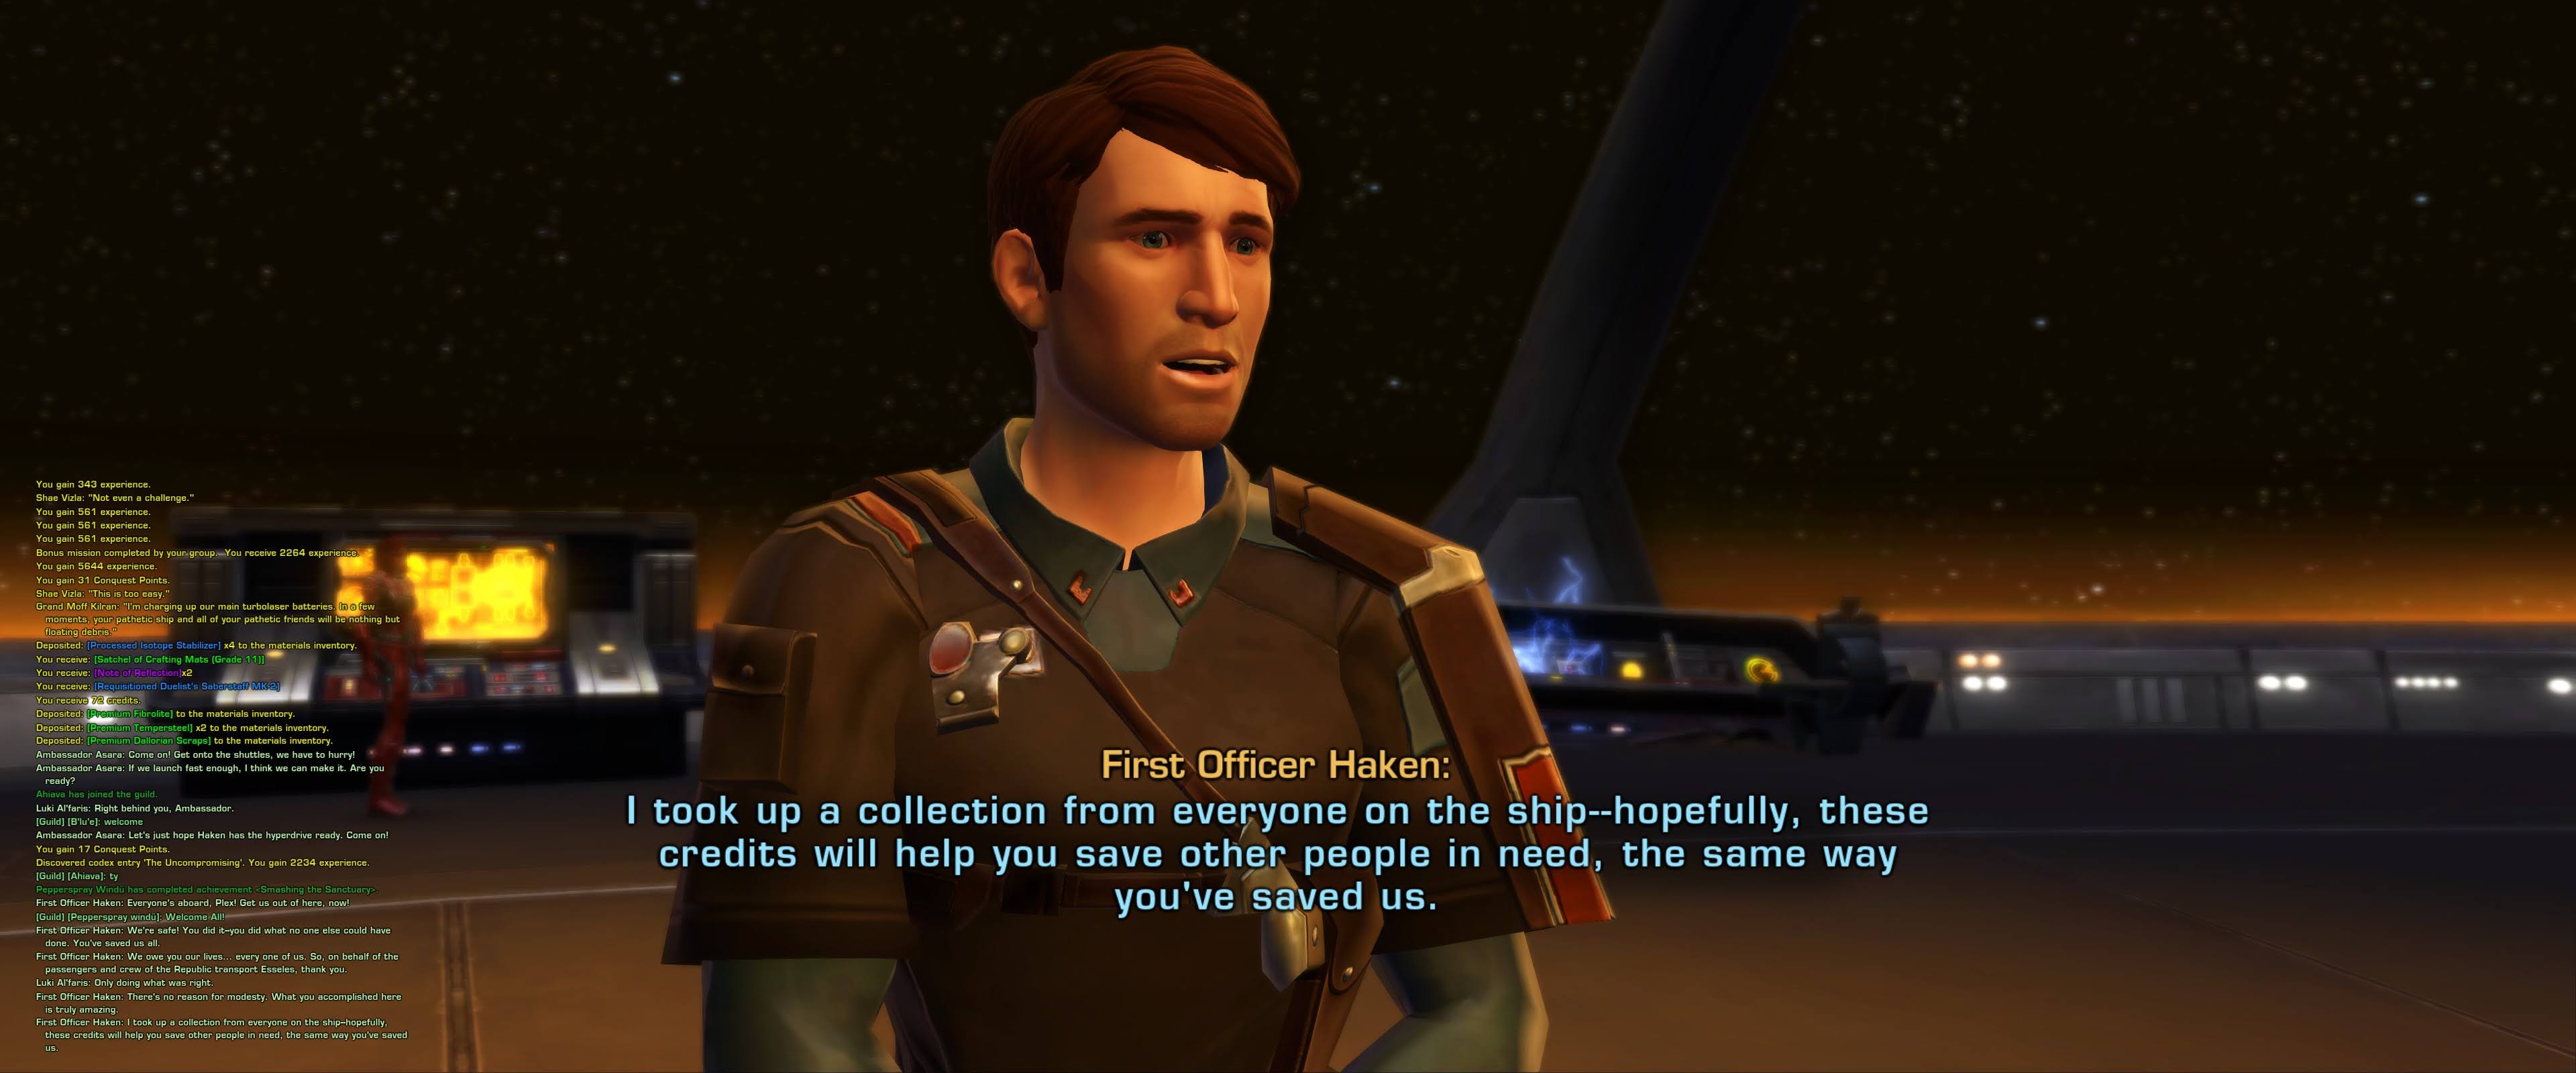 You gain 343 experience.
Shae Vizla: "Not even a challenge."
You gain 561 experience.
You gain 561 experience.
You gain 561 experience.
Bonus mission completed by your group. You receive 2264 experience.
You gain 5644 experience.
You gain 31 Conquest Points.
Shae Vizla: "This is too easy."
Grand Moff Kilran: "I'm charging up our main turbolaser batteries. In a few
moments, your pathetic ship and all of your pathetic friends will be nothing but
floating debris."
Deposited: [Processed Isotope Stabilizer] x4 to the materials inventory.
You receive: [Satchel of Crafting Mats (Grade 11)]
You receive: [Note of Reflection]x2
You receive: [Requisitioned Duelist's Saberstaff MK-2]
You receive 72 credits.
Deposited: [Premium Fibrolite] to the materials inventory.
Deposited: [Premium Tempersteel] x2 to the materials inventory.
Deposited: [Premium Dallorian Scraps] to the materials inventory.
Ambassador Asara: Come on! Get onto the shuttles, we have to hurry!
Ambassador Asara: If we launch fast enough, I think we can make it. Are you
ready?
Ahiava has joined the guild.
Luki Al'faris: Right behind you, Ambassador.
[Guild] [B'lu'e]: welcome
Ambassador Asara: Let's just hope Haken has the hyperdrive ready. Come on!
You gain 17 Conquest Points.
Discovered codex entry 'The Uncompromising'. You gain 2234 experience.
[Guild] [Ahiava]: ty
Pepperspray Windu has completed achievement <Smashing the Sanctuary>
First Officer Haken: Everyone's aboard, Plex! Get us out of here, now!
[Guild] [Pepperspray windú]: Welcome All!
First Officer Haken: We're safe! You did it--you did what no one else could have
done. You've saved us all.
First Officer Haken: We owe you our lives... every one of us. So, on behalf of the
passengers and crew of the Republic transport Esseles, thank you.
Luki Al'faris: Only doing what was right.
First Officer Haken: There's no reason for modesty. What you accomplished here
is truly amazing.
First Officer Haken: I took up a collection from everyone on the ship--hopefully,
these credits will help you save other people in need, the same way you've saved
us.
First Officer Haken:
I took up a collection from everyone on the ship--hopefully, these
credits will help you save other people in need, the same way
you've saved us.